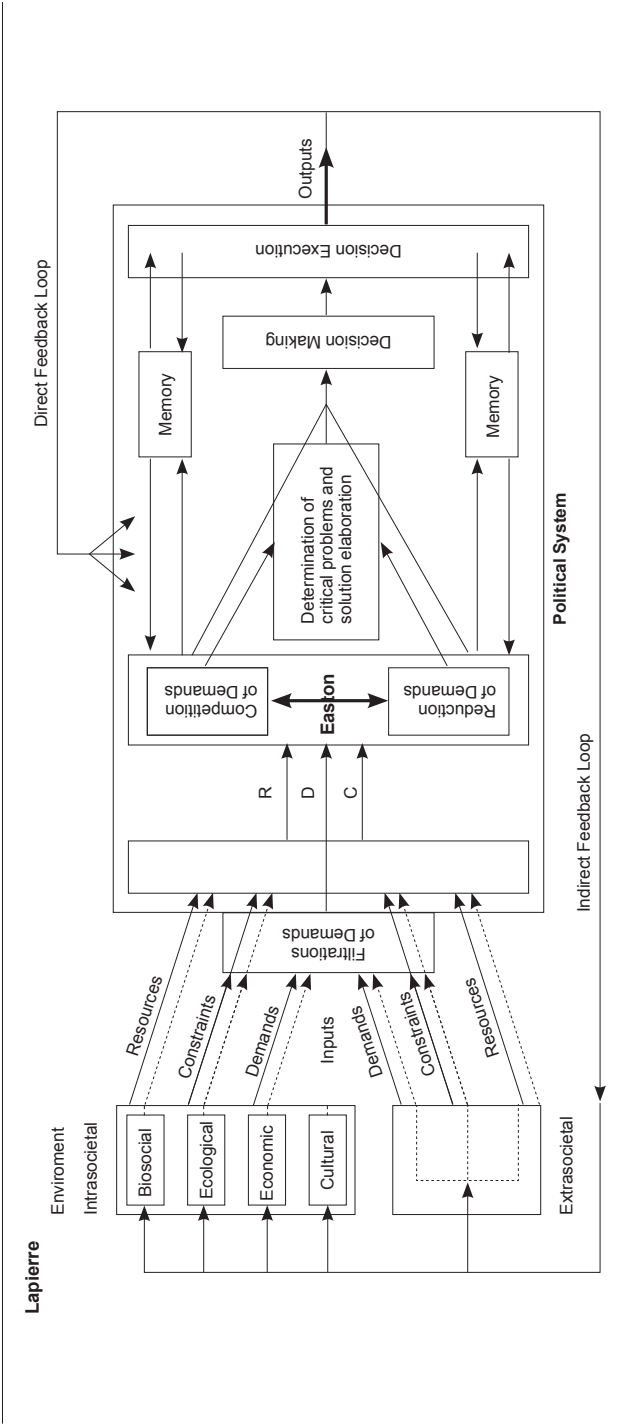 Lapierre
Enviroment
Intrasocietal
Biosocial
Ecological
Economic
Cultural
Extrasocietal
Resources
Constraints
Demands
Inputs
Demands
Constraints
Resources
Filtrations
of Demands
R
D
C
Competition
of Demands
Easton
Reduction
of Demands
Determination of
critical problems and
solution elaboration
Memory
Memory
Decision Making
Decision Execution
Outputs
Political System
Direct Feedback Loop
Indirect Feedback Loop